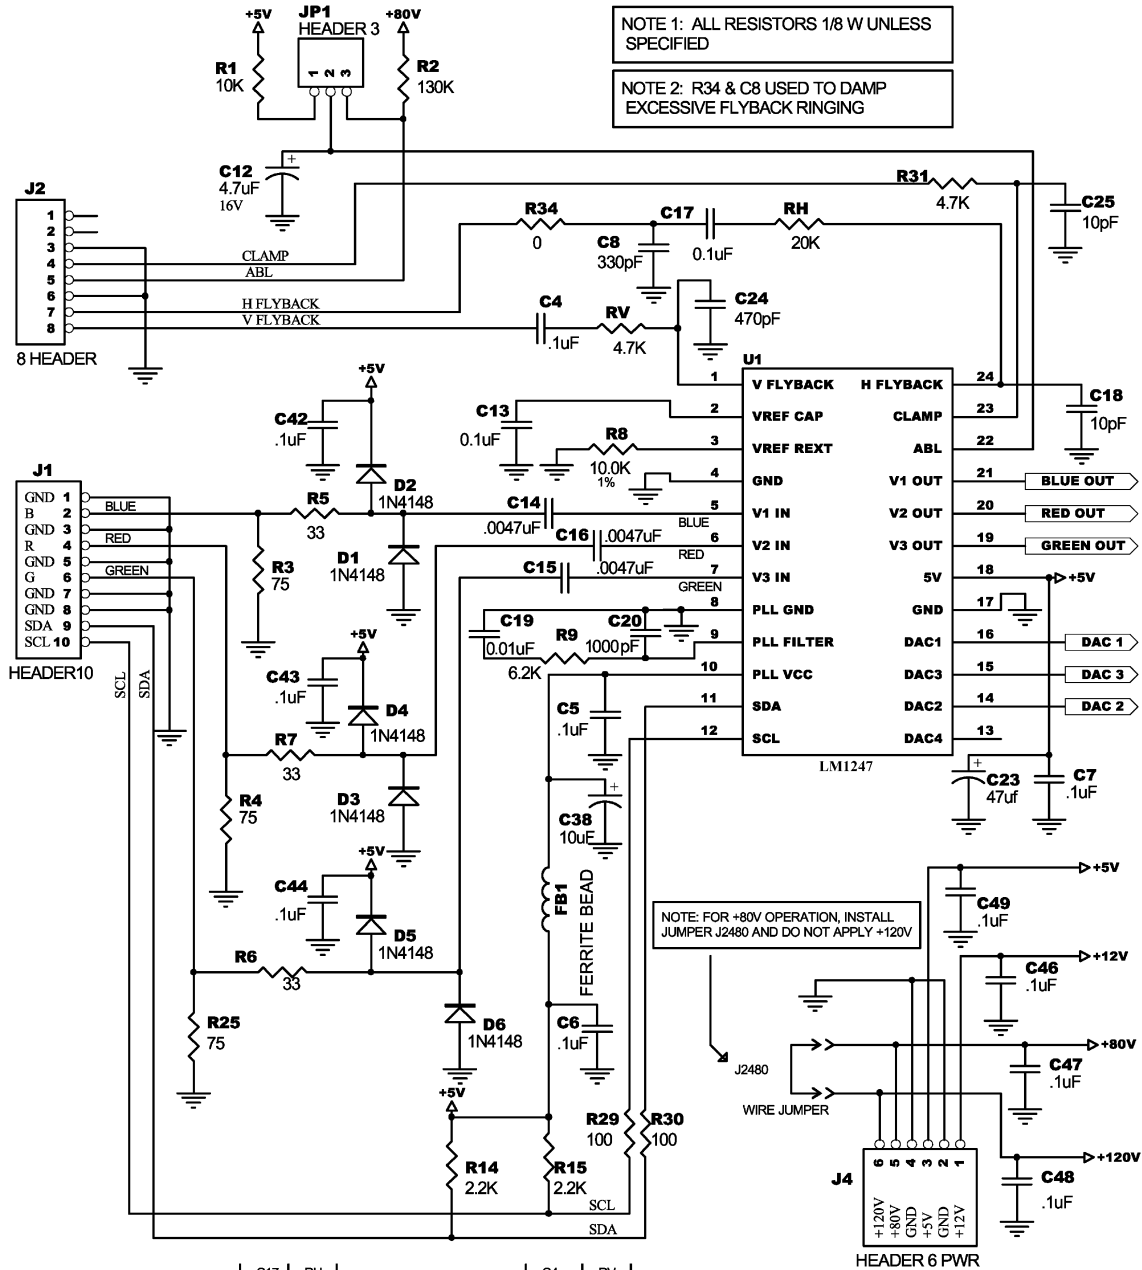 +5V
JP1
HEADER 3
+80V
R1
10K
1 2 3
R2
130K
NOTE 1: ALL RESISTORS 1/8 W UNLESS
SPECIFIED
NOTE 2: R34 & C8 USED TO DAMP
EXCESSIVE FLYBACK RINGING
C12
4.7uF
16V
+
R31
4.7K
C25
10pF
J2
1
2
3
4
5
6
7
8
8 HEADER
CLAMP
ABL
H FLYBACK
V FLYBACK
R34
0
C8
330pF
C17
0.1uF
RH
20K
C4
.1uF
RV
4.7K
C24
470pF
U1
1 V FLYBACK H FLYBACK 24
2 VREF CAP CLAMP 23
3 VREF REXT ABL 22
4 GND V1 OUT 21
5 V1 IN V2 OUT 20
6 V2 IN V3 OUT 19
7 V3 IN 5V 18
8 PLL GND GND 17
9 PLL FILTER DAC1 16
10 PLL VCC DAC3 15
11 SDA DAC2 14
12 SCL DAC4 13
LM1247
C18
10pF
BLUE OUT
RED OUT
GREEN OUT
+5V
DAC 1
DAC 3
DAC 2
+5V
C42
.1uF
C13
0.1uF
R8
10.0K
1%
D2
1N4148
J1
GND 1
B 2
GND 3
R 4
GND 5
G 6
GND 7
GND 8
SDA 9
SCL 10
HEADER10
BLUE
RED
GREEN
SCL
SDA
R5
33
R3
75
D1
1N4148
C14
.0047uF
BLUE
C16
.0047uF
RED
C15
.0047uF
GREEN
C19
0.01uF
R9
6.2K
C20
1000pF
+5V
C43
.1uF
D4
1N4148
R7
33
R4
75
D3
1N4148
C5
.1uF
+
C38
10uF
+
C23
47uf
C7
.1uF
+5V
C44
.1uF
D5
1N4148
R6
33
R25
75
D6
1N4148
FB1
FERRITE BEAD
C6
.1uF
+5V
R14
2.2K
R15
2.2K
R29
100
R30
100
SCL
SDA
NOTE: FOR +80V OPERATION, INSTALL
JUMPER J2480 AND DO NOT APPLY +120V
J2480
WIRE JUMPER
+5V
C49
.1uF
+12V
C46
.1uF
+80V
C47
.1uF
+120V
C48
.1uF
J4
6 5 4 3 2 1
+120V
+80V
GND
+5V
GND
+12V
HEADER 6 PWR